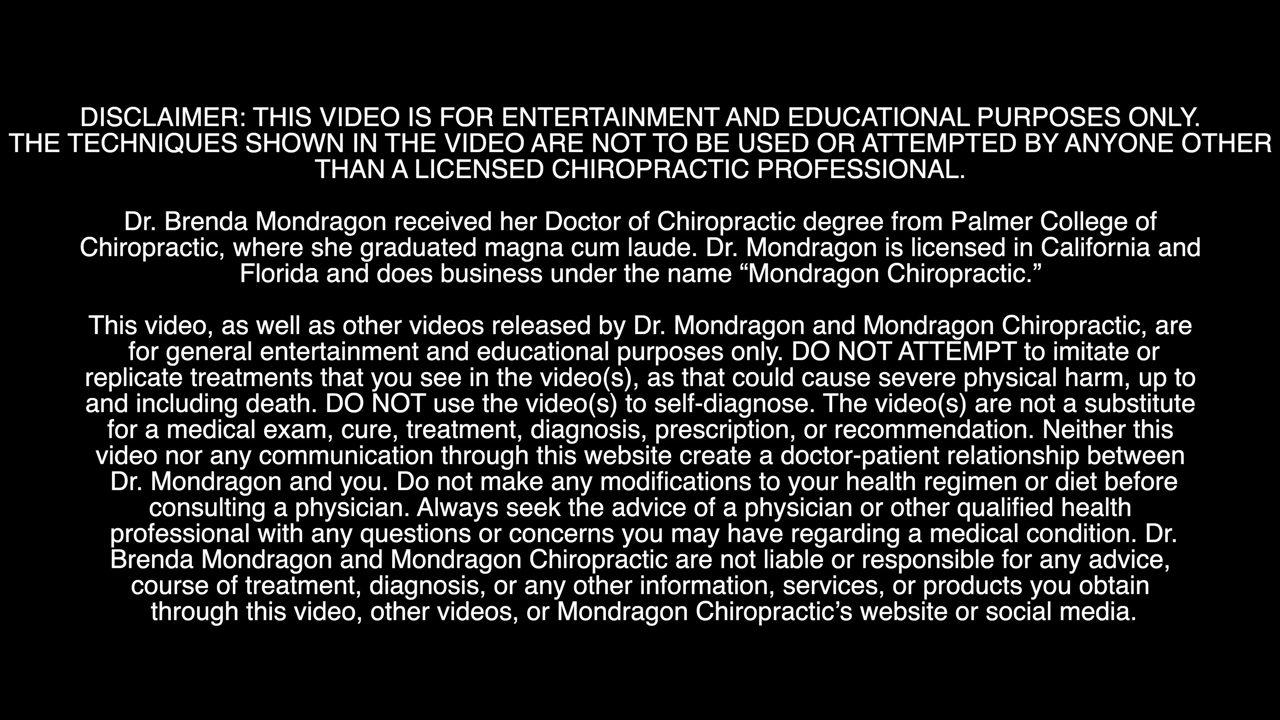 DISCLAIMER: THIS VIDEO IS FOR ENTERTAINMENT AND EDUCATIONAL PURPOSES ONLY.
THE TECHNIQUES SHOWN IN THE VIDEO ARE NOT TO BE USED OR ATTEMPTED BY ANYONE OTHER
THAN A LICENSED CHIROPRACTIC PROFESSIONAL.
Dr. Brenda Mondragon received her Doctor of Chiropractic degree from Palmer College of
Chiropractic, where she graduated magna cum laude. Dr. Mondragon is licensed in California and
Florida and does business under the name “Mondragon Chiropractic.”
This video, as well as other videos released by Dr. Mondragon and Mondragon Chiropractic, are
for general entertainment and educational purposes only. DO NOT ATTEMPT to imitate or
replicate treatments that you see in the video(s), as that could cause severe physical harm, up to
and including death. DO NOT use the video(s) to self-diagnose. The video(s) are not a substitute
for a medical exam, cure, treatment, diagnosis, prescription, or recommendation. Neither this
video nor any communication through this website create a doctor-patient relationship between
Dr. Mondragon and you. Do not make any modifications to your health regimen or diet before
consulting a physician. Always seek the advice of a physician or other qualified health
professional with any questions or concerns you may have regarding a medical condition. Dr.
Brenda Mondragon and Mondragon Chiropractic are not liable or responsible for any advice,
course of treatment, diagnosis, or any other information, services, or products you obtain
through this video, other videos, or Mondragon Chiropractic’s website or social media.